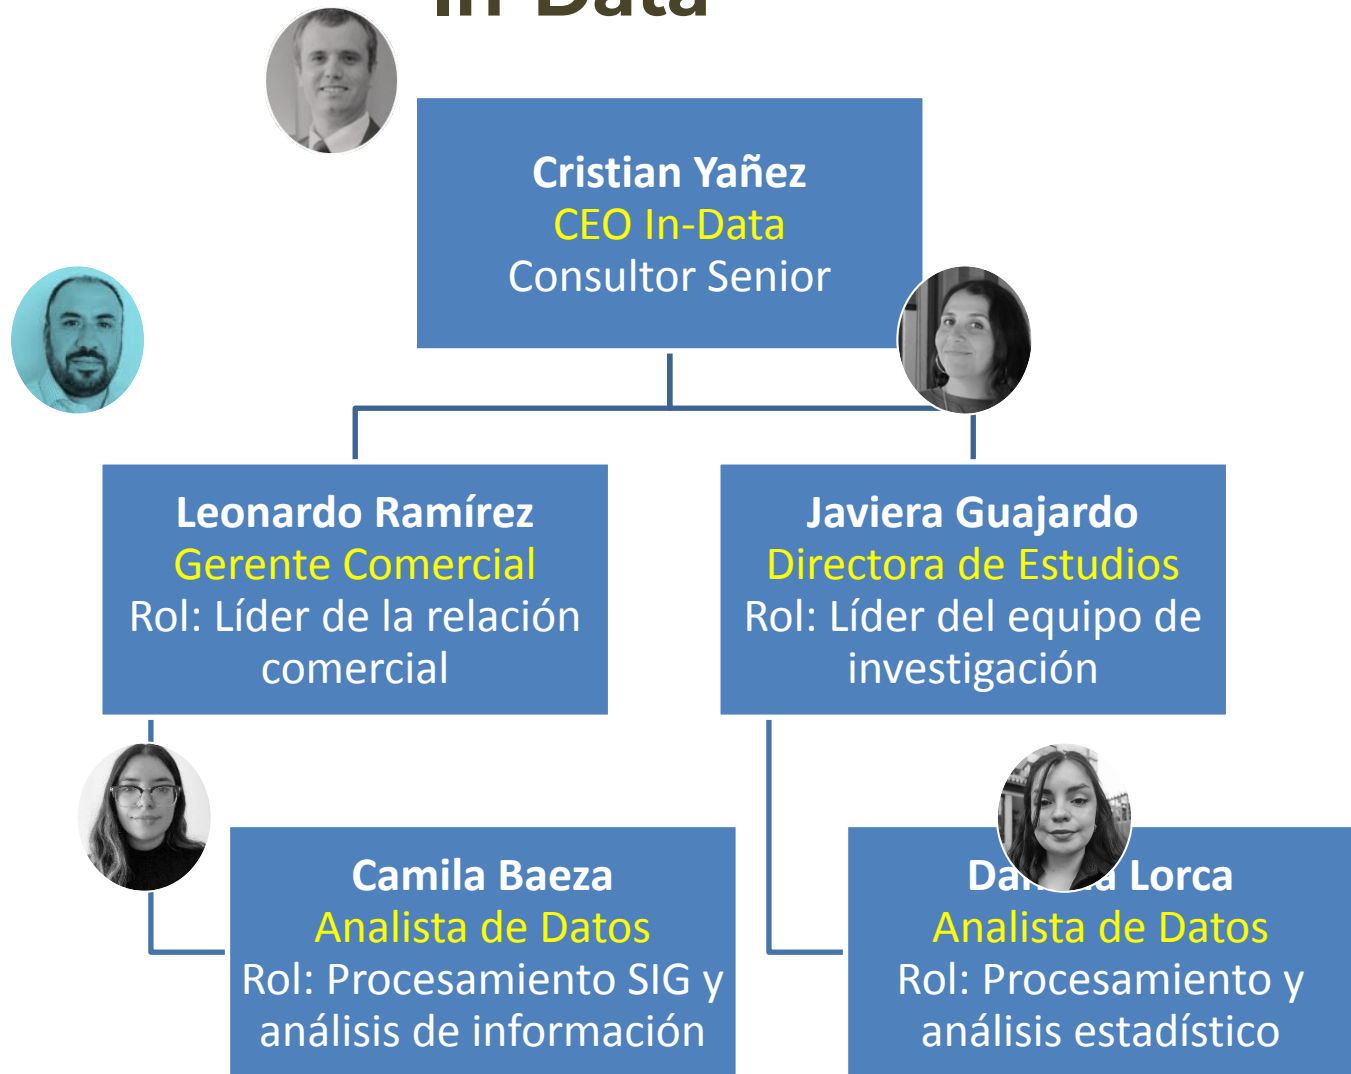 In-Data
Cristian Yañez
CEO In-Data
Consultor Senior
Leonardo Ramírez
Gerente Comercial
Rol: Líder de la relación
comercial
Javiera Guajardo
Directora de Estudios
Rol: Líder del equipo de
investigación
Camila Baeza
Analista de Datos
Rol: Procesamiento SIG y
análisis de información
Lorca
Analista de Datos
Rol: Procesamiento y
análisis estadístico